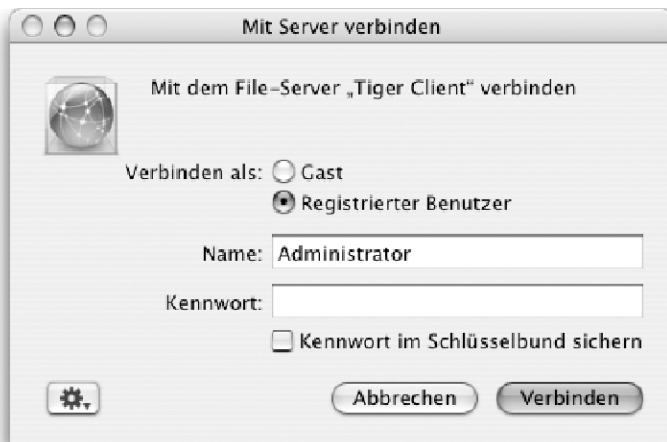 Mit Server verbinden
Mit dem File-Server „Tiger Client“ verbinden
Verbinden als: Gast
Registrierter Benutzer
Name: Administrator
Kennwort:
Kennwort im Schlüsselbund sichern
Abbrechen Verbinden